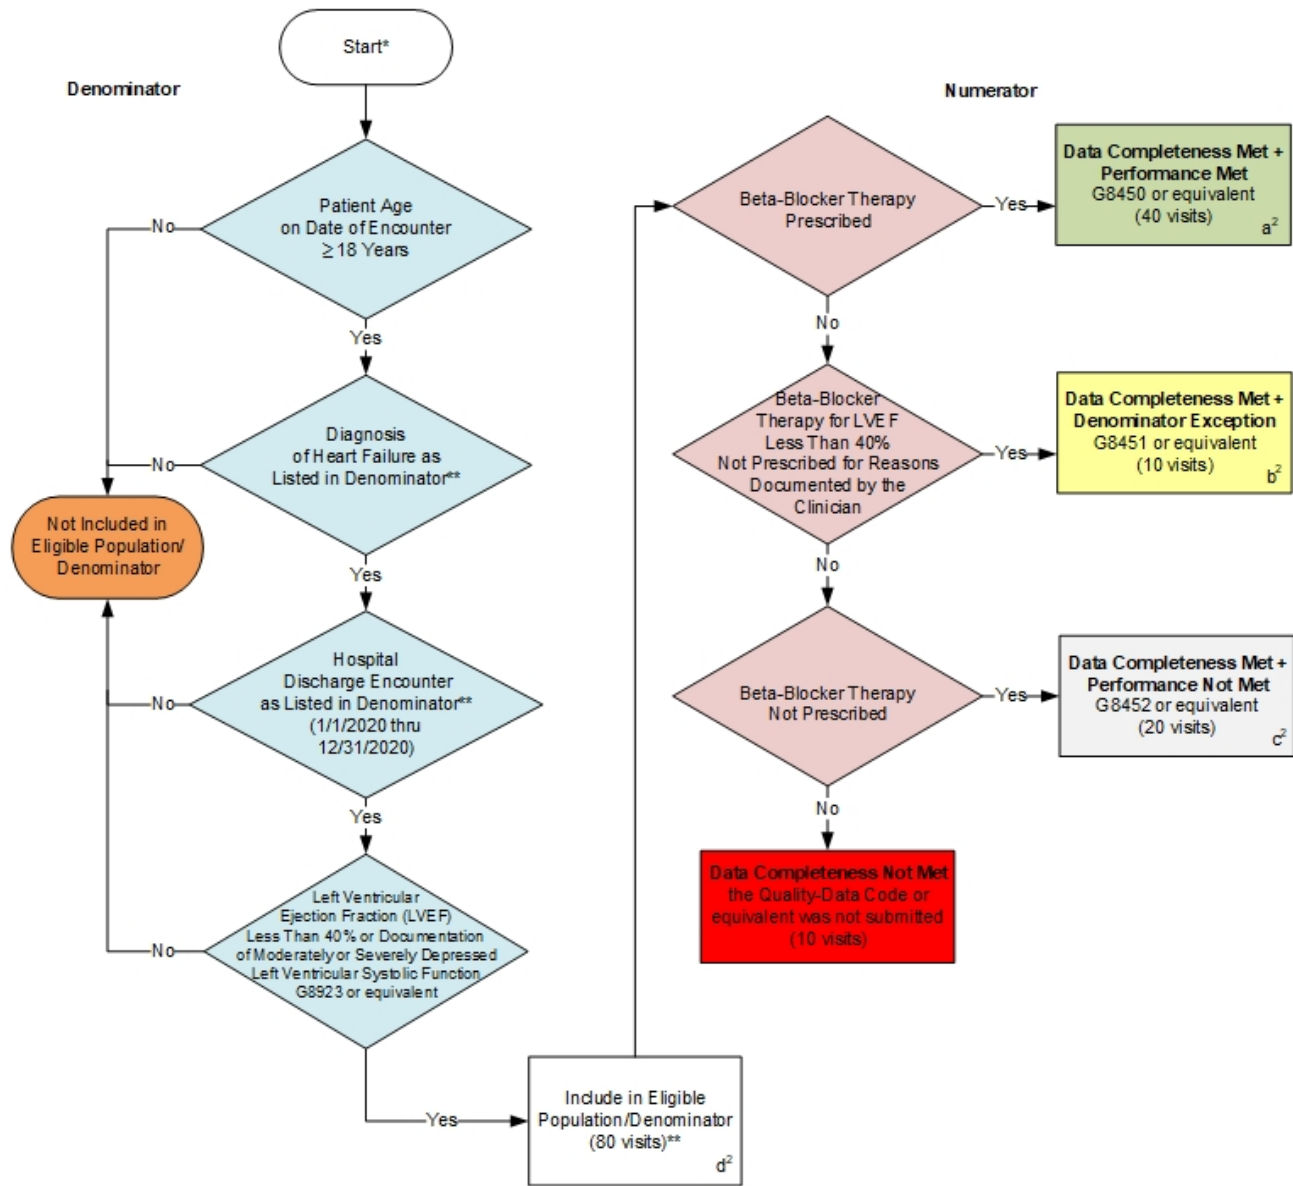 Start*
Denominator
Patient Age
on Date of Encounter
≥ 18 Years
No
Yes
Diagnosis
of Heart Failure as
Listed in Denominator**
No
Not Included in
Eligible Population/
Denominator
Yes
Hospital
Discharge Encounter
as Listed in Denominator**
(1/1/2020 thru
12/31/2020)
No
Yes
Left Ventricular
Ejection Fraction (LVEF)
Less Than 40% or Documentation
of Moderately or Severely Depressed
Left Ventricular Systolic Function
G8923 or equivalent
No
Yes
Include in Eligible
Population/Denominator
(80 visits)**
d²
Numerator
Beta-Blocker Therapy
Prescribed
Yes
Data Completeness Met +
Performance Met
G8450 or equivalent
(40 visits)
a²
No
Beta-Blocker
Therapy for LVEF
Less Than 40%
Not Prescribed for Reasons
Documented by the
Clinician
Yes
Data Completeness Met +
Denominator Exception
G8451 or equivalent
(10 visits)
b²
No
Beta-Blocker Therapy
Not Prescribed
Yes
Data Completeness Met +
Performance Not Met
G8452 or equivalent
(20 visits)
c²
No
Data Completeness Not Met
the Quality-Data Code or
equivalent was not submitted
(10 visits)